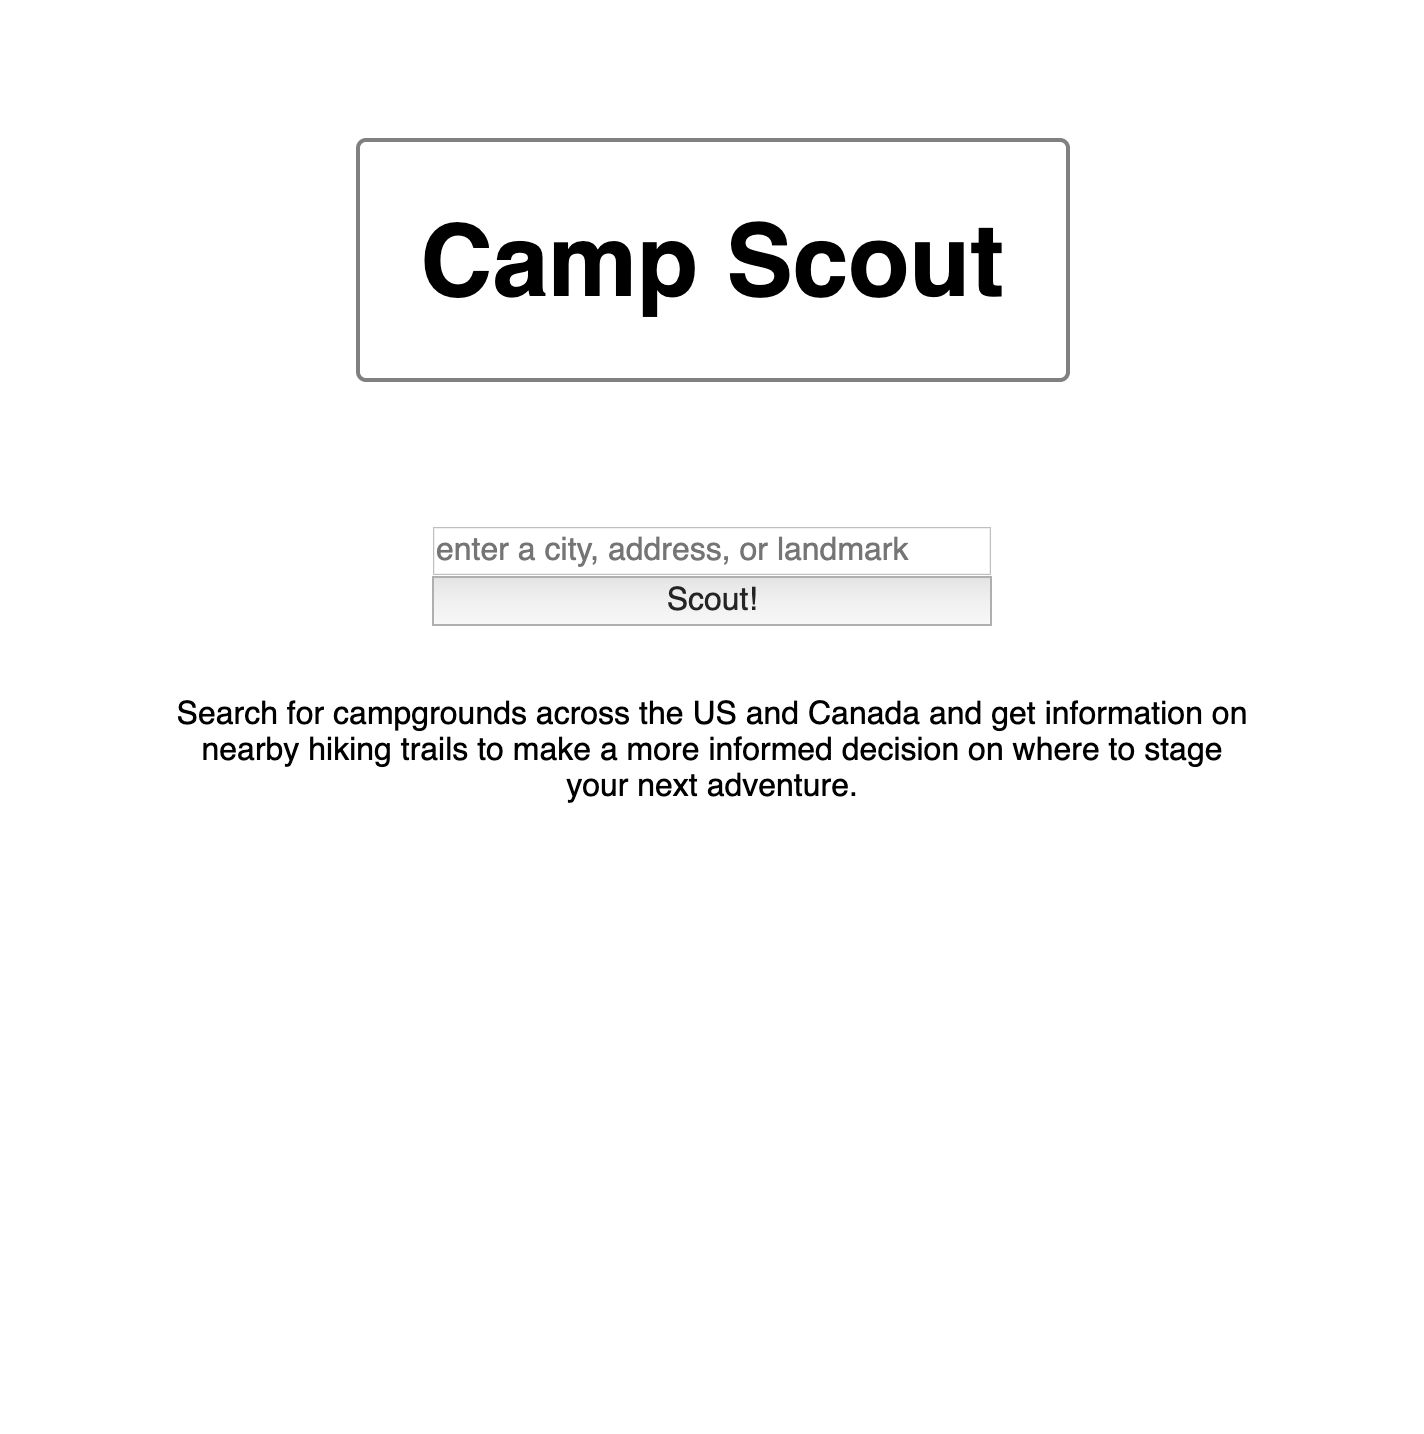 Camp Scout
enter a city, address, or landmark
Scout!
Search for campgrounds across the US and Canada and get information on
nearby hiking trails to make a more informed decision on where to stage
your next adventure.